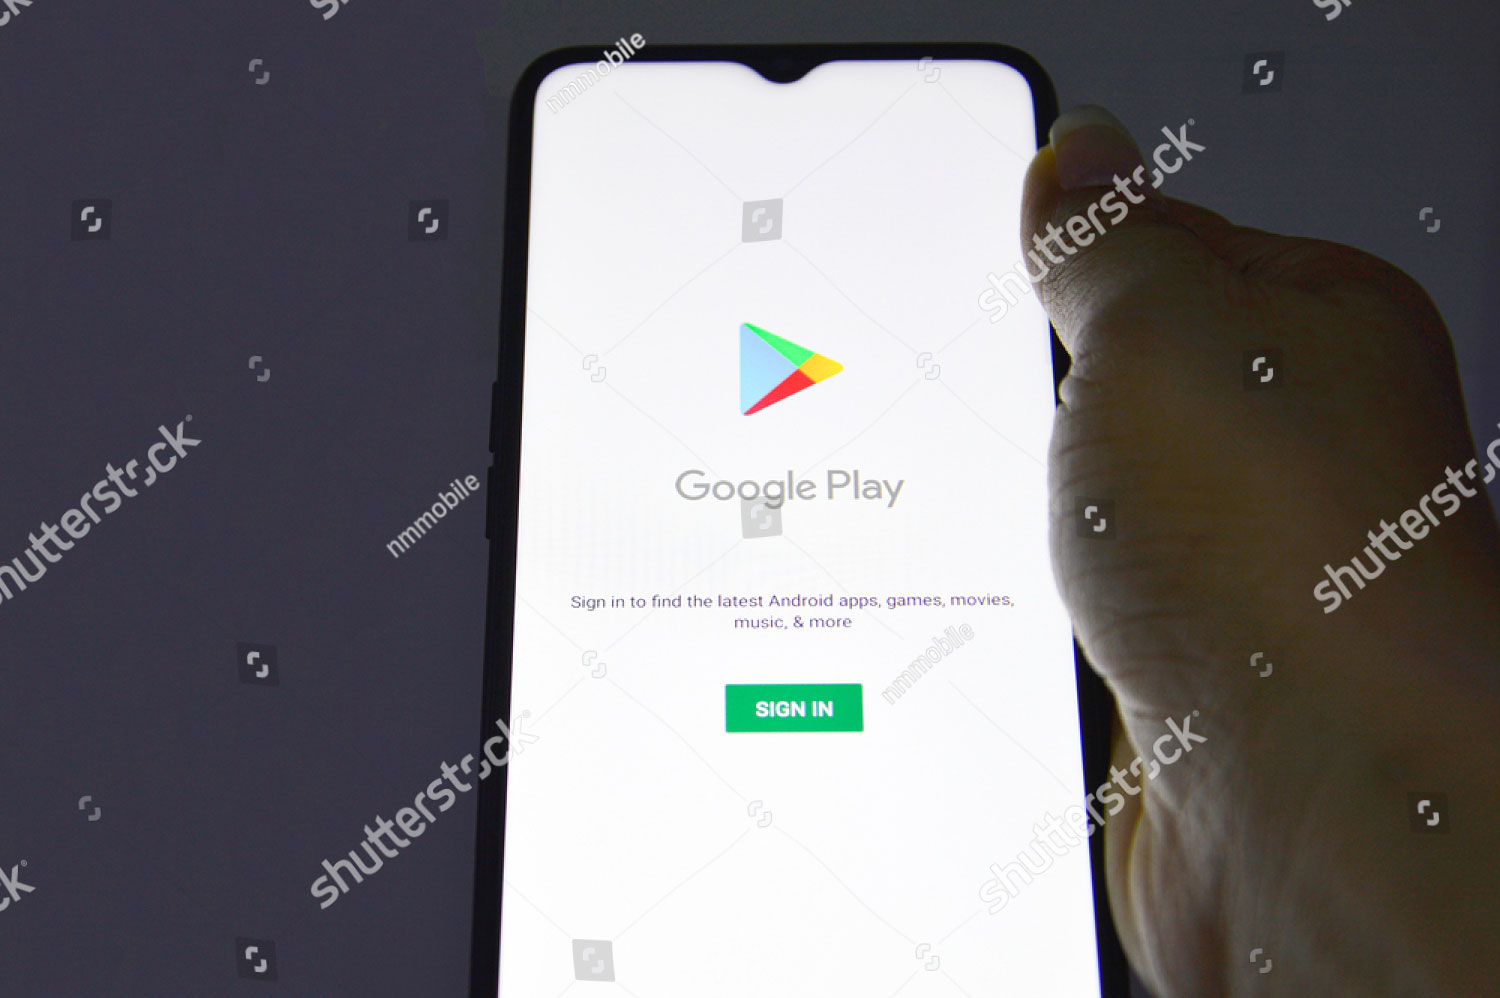 nmmobile
shutterstock
Google Play
shutterstock
nmmobile
shutterstock
Sign in to find the latest Android apps, games, movies,
music, & more
nmmobile
SIGN IN
shutterstock
shutterstock